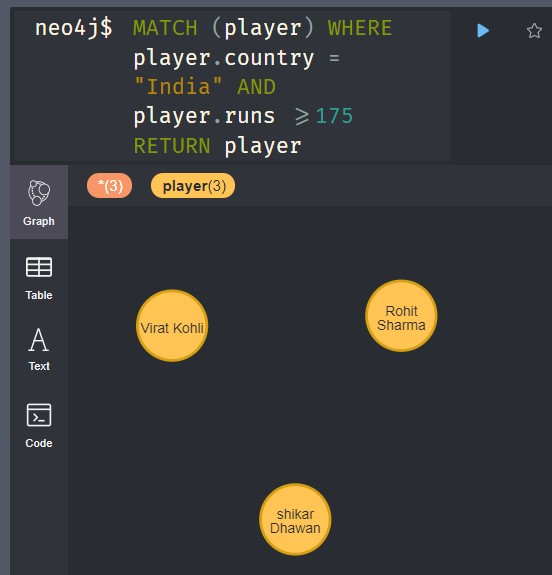 neo4j$ MATCH (player) WHERE
player.country =
"India" AND
player.runs >=175
RETURN player
*(3) player(3)
Graph
Table
A
Text
Code
Virat Kohli
Rohit
Sharma
shikar
Dhawan